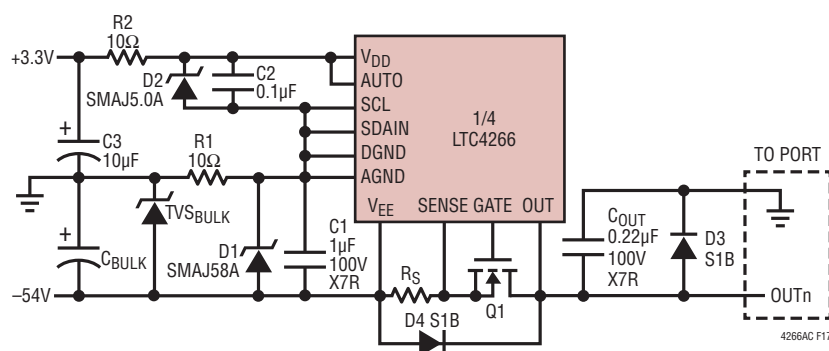 R2
10Ω
+3.3V
D2
SMAJ5.0A
C2
0.1µF
VDD
AUTO
SCL
SDAIN
DGND
AGND
1/4
LTC4266
+
C3
10µF
R1
10Ω
TO PORT
VEE
SENSE
GATE
OUT
+
CBULK
TVSBULK
D1
SMAJ58A
C1
1µF
100V
X7R
COUT
0.22µF
100V
X7R
D3
S1B
RS
Q1
–54V
OUTn
D4 S1B
4266AC F17